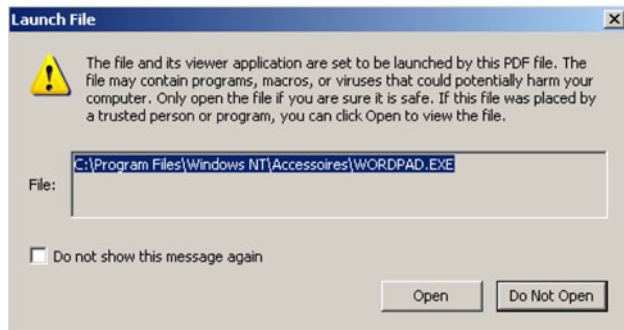 Launch File
The file and its viewer application are set to be launched by this PDF file. The
file may contain programs, macros, or viruses that could potentially harm your
computer. Only open the file if you are sure it is safe. If this file was placed by
a trusted person or program, you can click Open to view the file.
C:\Program Files\Windows NT\Accessoires\WORDPAD.EXE
File:
Do not show this message again
Open Do Not Open